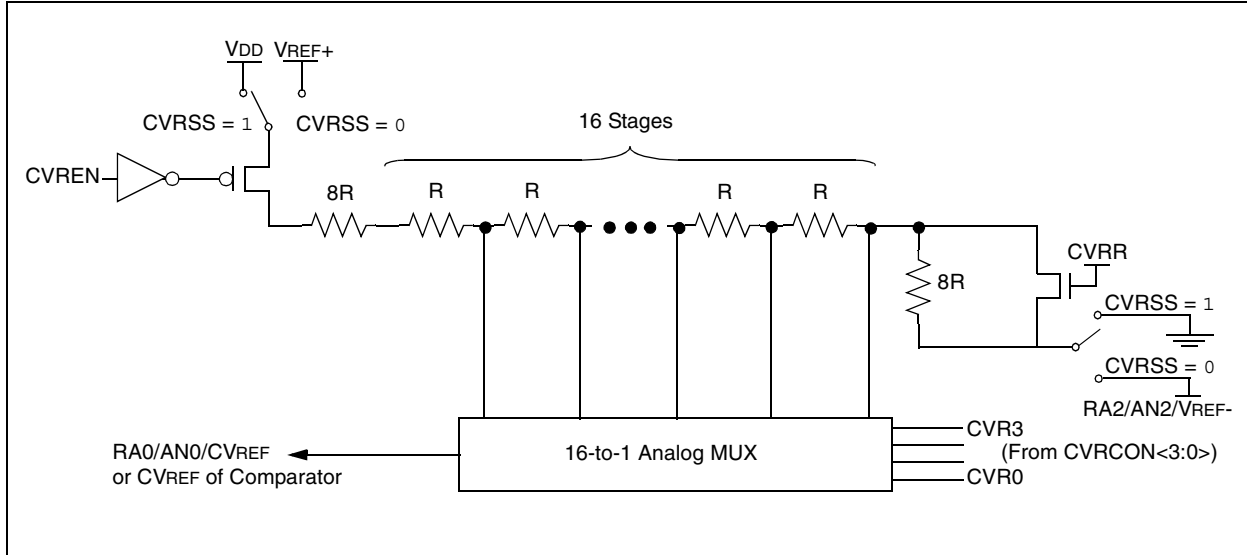 VDD VREF+
CVRSS = 1 CVRSS = 0
16 Stages
CVREN
8R R R R R
CVRR
8R
CVRSS = 1
CVRSS = 0
RA2/AN2/VREF-
CVR3
RA0/AN0/CVREF
or CVREF of Comparator
16-to-1 Analog MUX
(From CVRCON<3:0>)
CVR0